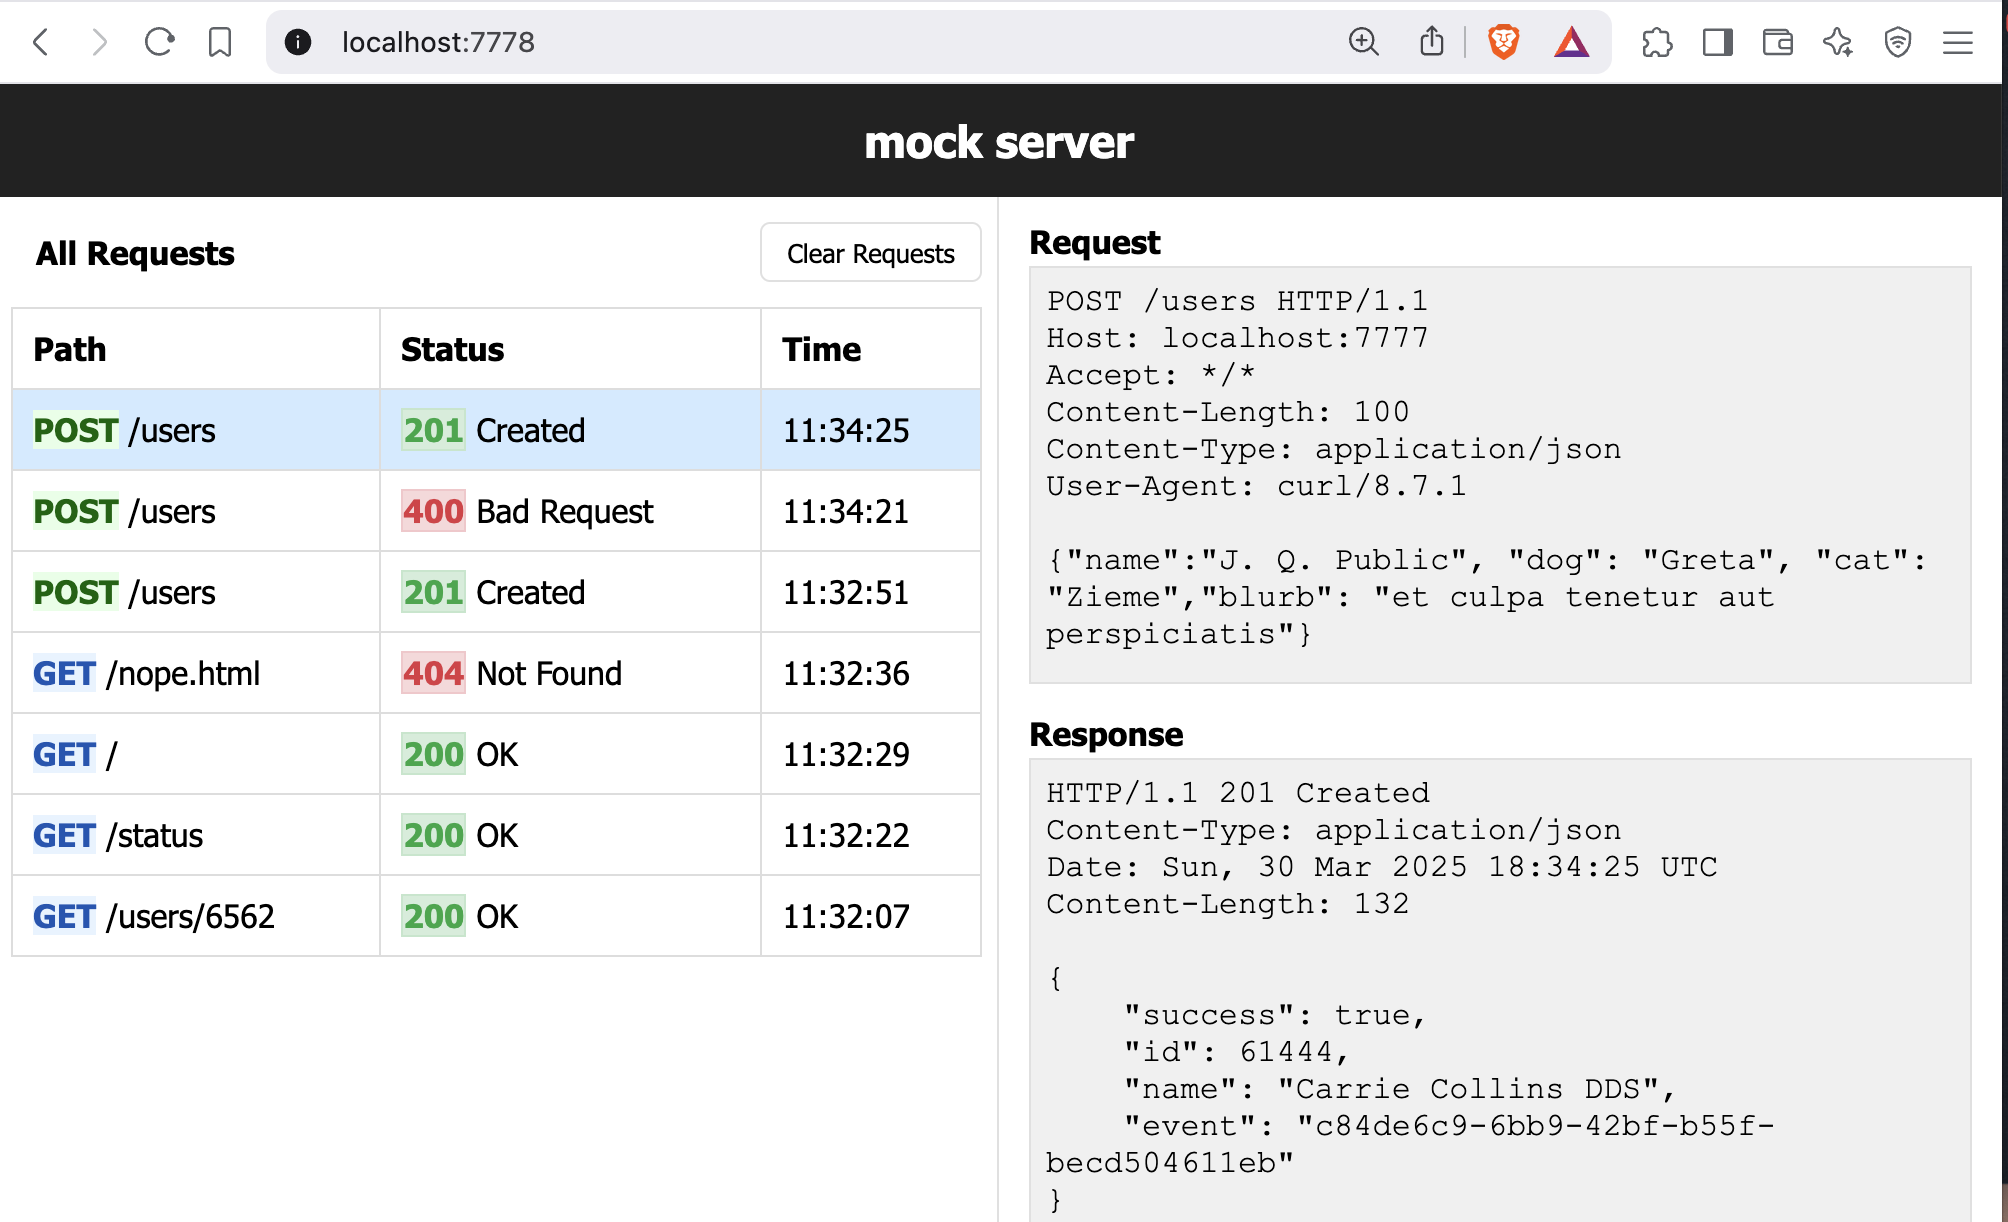 localhost:7778
mock server
All Requests
Clear Requests
Path Status Time
POST /users 201 Created 11:34:25
POST /users 400 Bad Request 11:34:21
POST /users 201 Created 11:32:51
GET /nope.html 404 Not Found 11:32:36
GET / 200 OK 11:32:29
GET /status 200 OK 11:32:22
GET /users/6562 200 OK 11:32:07
Request
POST /users HTTP/1.1
Host: localhost:7777
Accept: */*
Content-Length: 100
Content-Type: application/json
User-Agent: curl/8.7.1
{"name":"J. Q. Public", "dog": "Greta", "cat":
"Zieme","blurb": "et culpa tenetur aut
perspiciatis"}
Response
HTTP/1.1 201 Created
Content-Type: application/json
Date: Sun, 30 Mar 2025 18:34:25 UTC
Content-Length: 132
{
"success": true,
"id": 61444,
"name": "Carrie Collins DDS",
"event": "c84de6c9-6bb9-42bf-b55f-
becd504611eb"
}